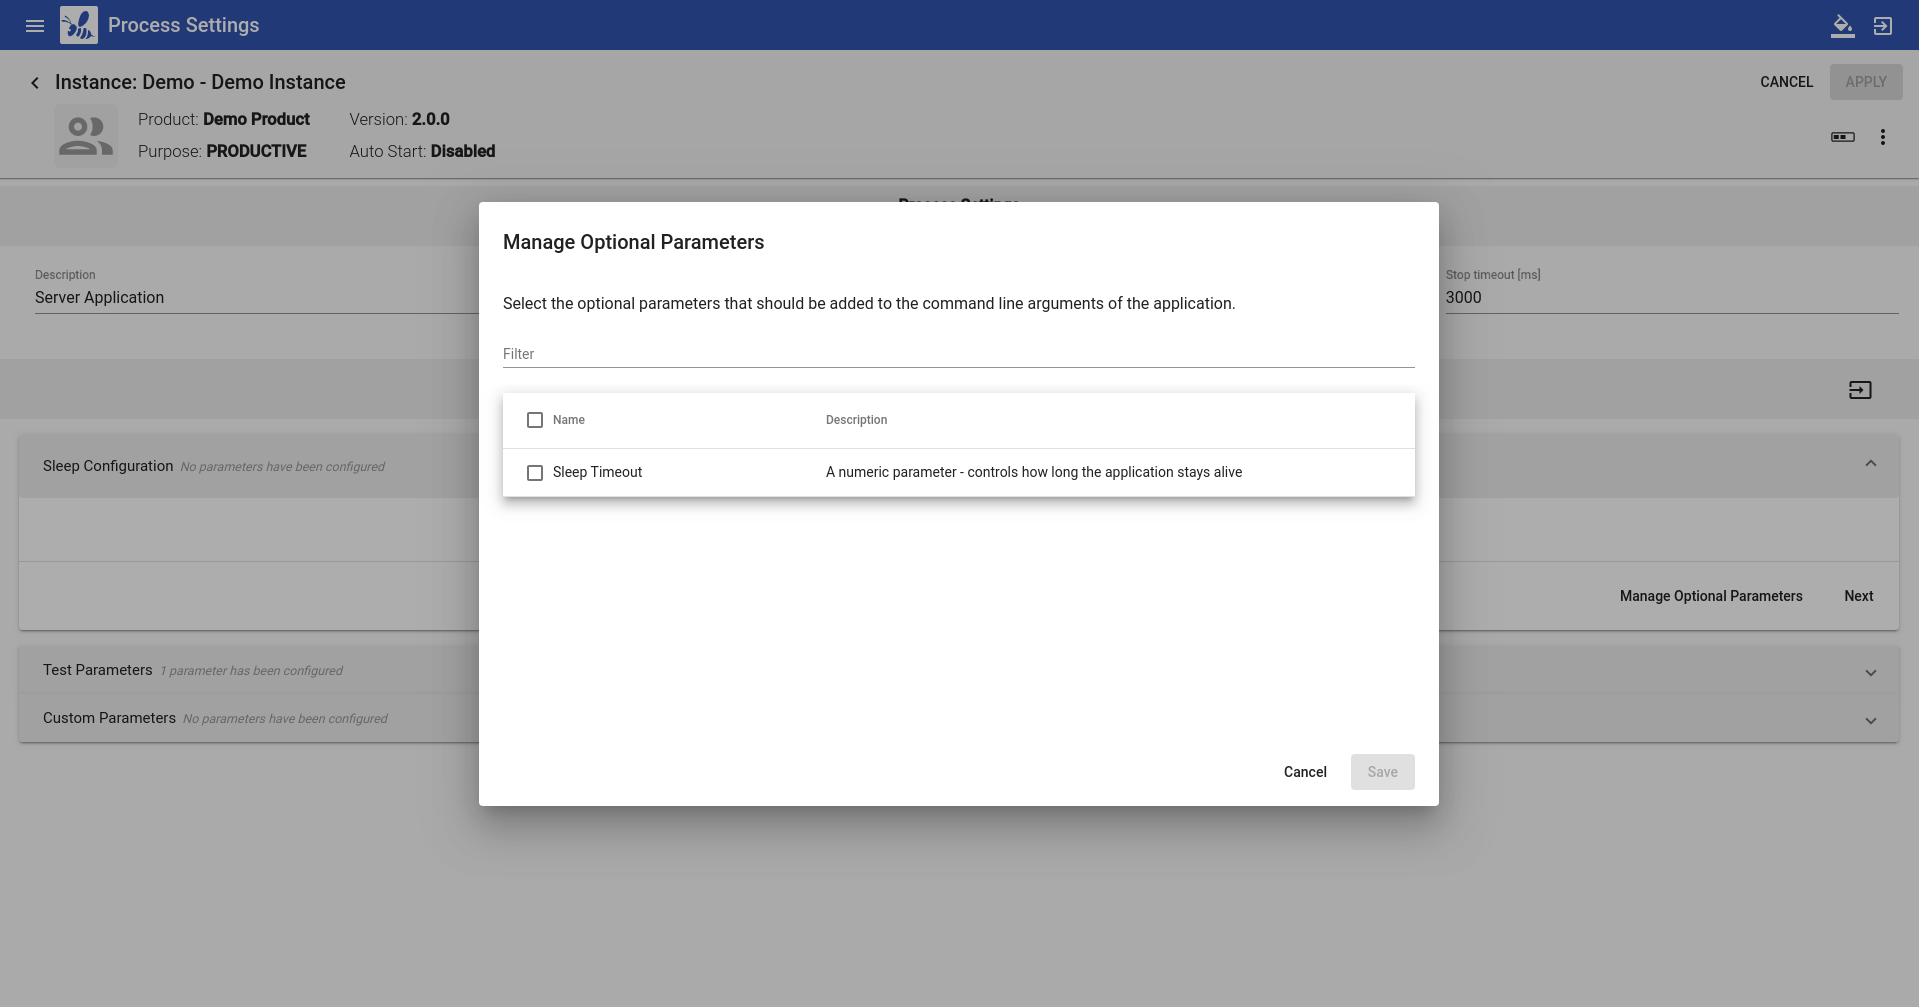 Process Settings
Instance: Demo - Demo Instance
CANCEL
APPLY
Product: Demo Product
Version: 2.0.0
Purpose: PRODUCTIVE
Auto Start: Disabled
Process Settings
Description
Server Application
Stop timeout [ms]
3000
Manage Optional Parameters
Select the optional parameters that should be added to the command line arguments of the application.
Filter
Name
Description
Sleep Timeout
A numeric parameter - controls how long the application stays alive
Cancel
Save
Sleep Configuration No parameters have been configured
Manage Optional Parameters
Next
Test Parameters 1 parameter has been configured
Custom Parameters No parameters have been configured